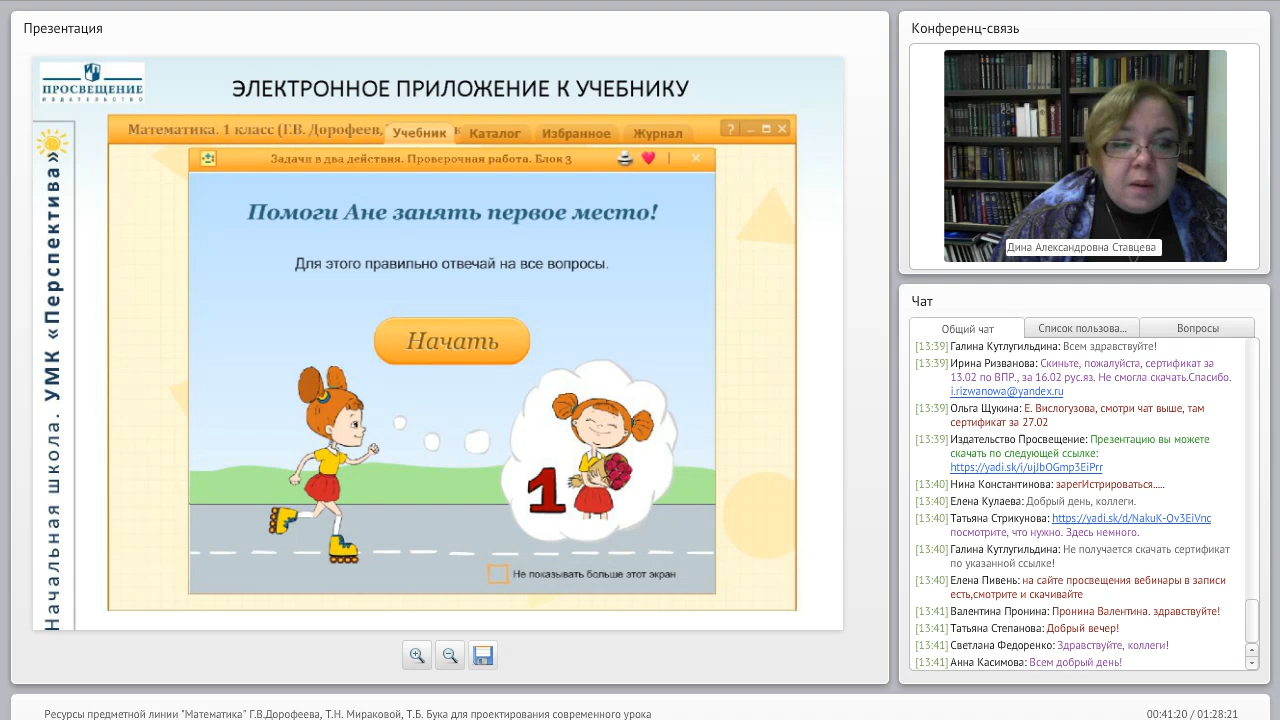 Презентация
ПРОСВЕЩЕНИЕ
ИЗДАТЕЛЬСТВО
ЭЛЕКТРОННОЕ ПРИЛОЖЕНИЕ К УЧЕБНИКУ
Начальная школа. УМК «Перспектива»
Математика. 1 класс (Г.В. Дорофеев,
Учебник
Каталог
Избранное
Журнал
Задачи в два действия. Проверочная работа. Блок 3
Помоги Ане занять первое место!
Для этого правильно отвечай на все вопросы.
Начать
1
Не показывать больше этот экран
Конференц-связь
Дина Александровна Ставцева
Чат
Общий чат
Список пользова...
Вопросы
[13:39] Галина Кутлугильдина: Всем здравствуйте!
[13:39] Ирина Ризванова: Скиньте, пожалуйста, сертификат за
13.02 по ВПР., за 16.02 рус.яз. Не смогла скачать.Спасибо.
i.rizwanowa@yandex.ru
[13:39] Ольга Щукина: Е. Вислогузова, смотри чат выше, там
сертификат за 27.02
[13:39] Издательство Просвещение: Презентацию вы можете
скачать по следующей ссылке:
https://yadi.sk/i/ujJbOGmp3EiPrr
[13:40] Нина Константинова: зарегИстрироваться.....
[13:40] Елена Кулаева: Добрый день, коллеги.
[13:40] Татьяна Стрикунова: https://yadi.sk/d/NakuK-Ov3EiVnc
посмотрите, что нужно. Здесь немного.
[13:40] Галина Кутлугильдина: Не получается скачать сертификат
по указанной ссылке!
[13:40] Елена Пивень: на сайте просвещения вебинары в записи
есть,смотрите и скачивайте
[13:41] Валентина Пронина: Пронина Валентина. здравствуйте!
[13:41] Татьяна Степанова: Добрый вечер!
[13:41] Светлана Федоренко: Здравствуйте, коллеги!
[13:41] Анна Касимова: Всем добрый день!
Ресурсы предметной линии "Математика" Г.В.Дорофеева, Т.Н. Мираковой, Т.Б. Бука для проектирования современного урока
00:41:20 / 01:28:21